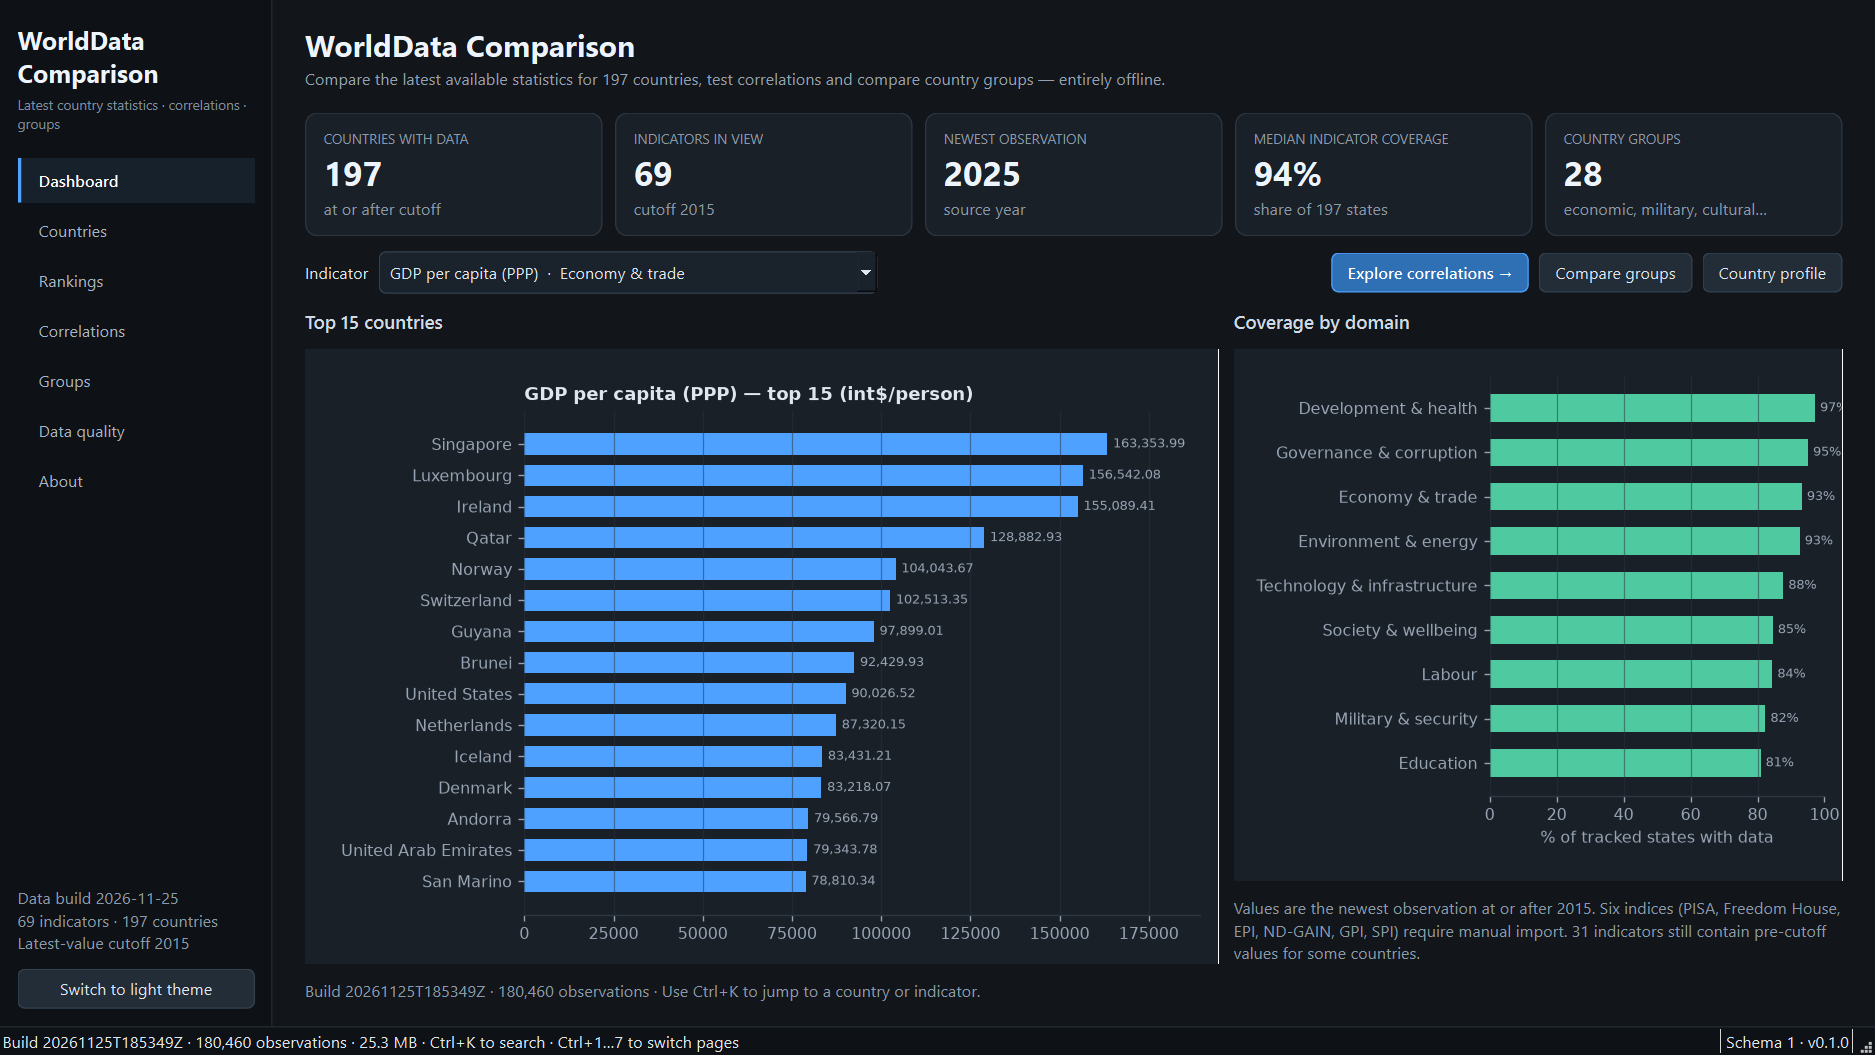 WorldData
Comparison
Latest country statistics · correlations ·
groups
Dashboard
Countries
Rankings
Correlations
Groups
Data quality
About
Data build 2026-11-25
69 indicators · 197 countries
Latest-value cutoff 2015
Switch to light theme
WorldData Comparison
Compare the latest available statistics for 197 countries, test correlations and compare country groups — entirely offline.
COUNTRIES WITH DATA
197
at or after cutoff
INDICATORS IN VIEW
69
cutoff 2015
NEWEST OBSERVATION
2025
source year
MEDIAN INDICATOR COVERAGE
94%
share of 197 states
COUNTRY GROUPS
28
economic, military, cultural...
Indicator
GDP per capita (PPP) · Economy & trade
Explore correlations →
Compare groups
Country profile
Top 15 countries
GDP per capita (PPP) — top 15 (int$/person)
Singapore 163,353.99
Luxembourg 156,542.08
Ireland 155,089.41
Qatar 128,882.93
Norway 104,043.67
Switzerland 102,513.35
Guyana 97,899.01
Brunei 92,429.93
United States 90,026.52
Netherlands 87,320.15
Iceland 83,431.21
Denmark 83,218.07
Andorra 79,566.79
United Arab Emirates 79,343.78
San Marino 78,810.34
0 25000 50000 75000 100000 125000 150000 175000
Coverage by domain
Development & health 97%
Governance & corruption 95%
Economy & trade 93%
Environment & energy 93%
Technology & infrastructure 88%
Society & wellbeing 85%
Labour 84%
Military & security 82%
Education 81%
0 20 40 60 80 100
% of tracked states with data
Values are the newest observation at or after 2015. Six indices (PISA, Freedom House,
EPI, ND-GAIN, GPI, SPI) require manual import. 31 indicators still contain pre-cutoff
values for some countries.
Build 20261125T185349Z · 180,460 observations · Use Ctrl+K to jump to a country or indicator.
Build 20261125T185349Z · 180,460 observations · 25.3 MB · Ctrl+K to search · Ctrl+1...7 to switch pages
Schema 1 · v0.1.0